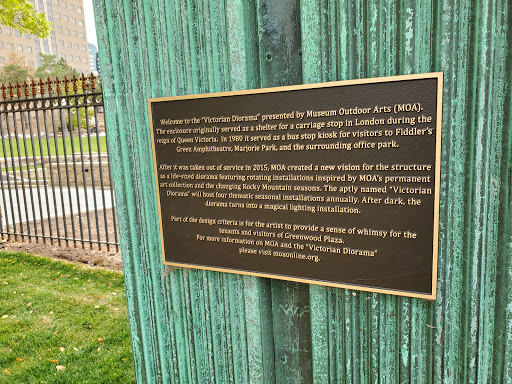 Welcome to the "Victorian Diorama" presented by Museum Outdoor Arts (MOA).
The enclosure originally served as a shelter for a carriage stop in London during the
reign of Queen Victoria. In 1980 it served as a bus stop kiosk for visitors to Fiddler's
Green Amphitheatre, Marjorie Park, and the surrounding office park.
After it was taken out of service in 2015, MOA created a new vision for the structure
as a life-sized diorama featuring rotating installations inspired by MOA's permanent
art collection and the changing Rocky Mountain seasons. The aptly named "Victorian
Diorama" will host four thematic seasonal installations annually. After dark, the
diorama turns into a magical lighting installation.
Part of the design criteria is for the artist to provide a sense of whimsy for the
tenants and visitors of Greenwood Plaza.
For more information on MOA and the "Victorian Diorama"
please visit moaonline.org.